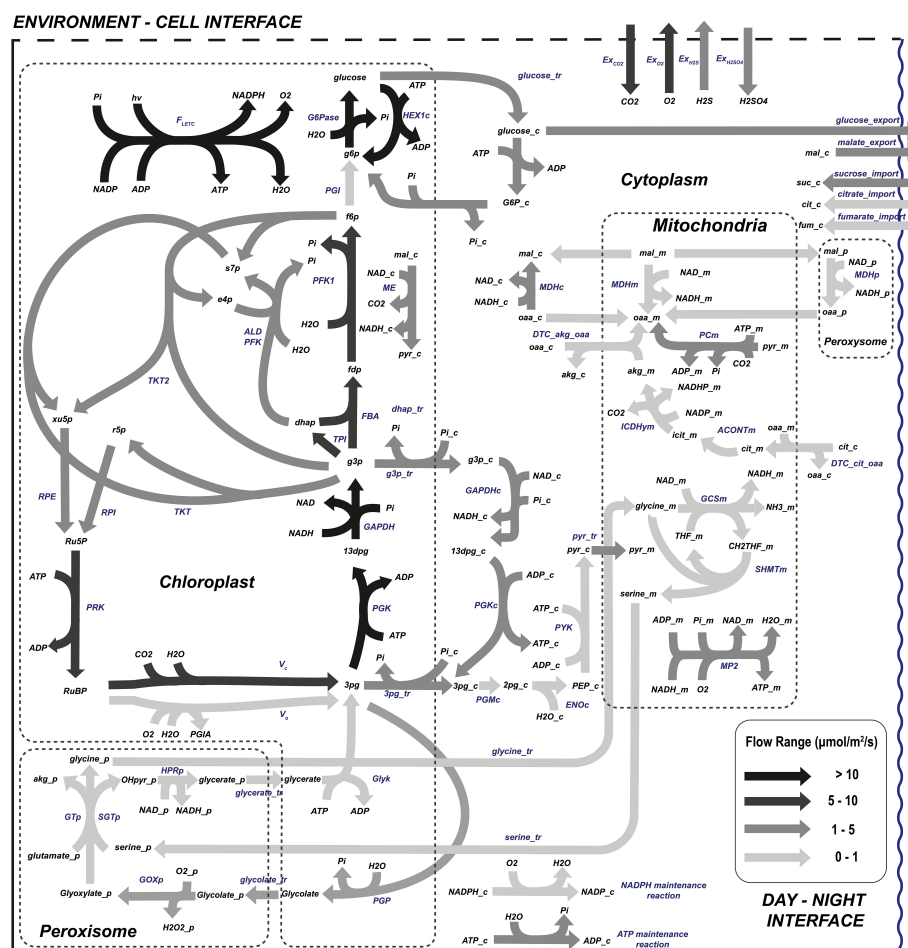 ENVIRONMENT - CELL INTERFACE
Ex_CO2
Ex_O2
Ex_H2S
Ex_H2SO4
CO2
O2
H2S
H2SO4
glucose
glucose_tr
ATP
Pi
hv
NADPH
O2
F_LETC
G6Pase
Pi
HEX1c
H2O
ADP
g6p
NADP
ADP
ATP
H2O
glucose_c
ATP
ADP
G6P_c
glucose_export
mal_c
malate_export
suc_c
sucrose_import
cit_c
citrate_import
fum_c
fumarate_import
Cytoplasm
PGI
Pi
f6p
Pi_c
Mitochondria
s7p
Pi
Pi
PFK1
e4p
ALD
PFK
H2O
H2O
mal_c
NAD_c
ME
CO2
NADH_c
pyr_c
mal_c
NAD_c
MDHc
NADH_c
oaa_c
mal_m
NAD_m
MDHm
NADH_m
oaa_m
mal_p
NAD_p
MDHp
NADH_p
oaa_p
Peroxysome
DTC_akg_oaa
oaa_c
akg_c
akg_m
PCm
ATP_m
pyr_m
CO2
ADP_m
Pi
TKT2
fdp
FBA
dhap
TPI
dhap_tr
Pi
Pi_c
g3p
g3p_tr
g3p_c
NADHP_m
CO2
NADP_m
ICDHym
icit_m
ACONTm
cit_m
oaa_m
cit_c
DTC_cit_oaa
oaa_c
xu5p
r5p
RPE
RPI
TKT
Ru5P
NAD
Pi
NADH
GAPDH
13dpg
GAPDHc
NAD_c
Pi_c
NADH_c
13dpg_c
pyr_tr
pyr_c
pyr_m
NAD_m
NADH_m
GCSm
glycine_m
NH3_m
THF_m
CH2THF_m
SHMTm
serine_m
Chloroplast
ATP
PRK
ADP
RuBP
ADP
PGK
ATP
ADP_c
PGKc
ATP_c
ATP_c
PYK
ADP_c
CO2
H2O
V_c
3pg
Pi
Pi_c
3pg_tr
3pg_c
PGMc
2pg_c
ENOc
PEP_c
H2O_c
V_o
O2
H2O
PGlA
ADP_m
Pi_m
NAD_m
H2O_m
MP2
NADH_m
O2
ATP_m
glycine_p
glycine_tr
akg_p
OHpyr_p
HPRp
glycerate_p
glycerate_tr
glycerate
Glyk
NAD_p
NADH_p
ATP
ADP
GTp
SGTp
glutamate_p
serine_p
serine_tr
Glyoxylate_p
GOXp
O2_p
Glycolate_p
glycolate_tr
Glycolate
H2O2_p
Pi
H2O
PGP
Peroxisome
O2
H2O
NADPH_c
NADP_c
NADPH maintenance
reaction
H2O
Pi
ATP_c
ADP_c
ATP maintenance
reaction
Flow Range (μmol/m²/s)
> 10
5 - 10
1 - 5
0 - 1
DAY - NIGHT
INTERFACE